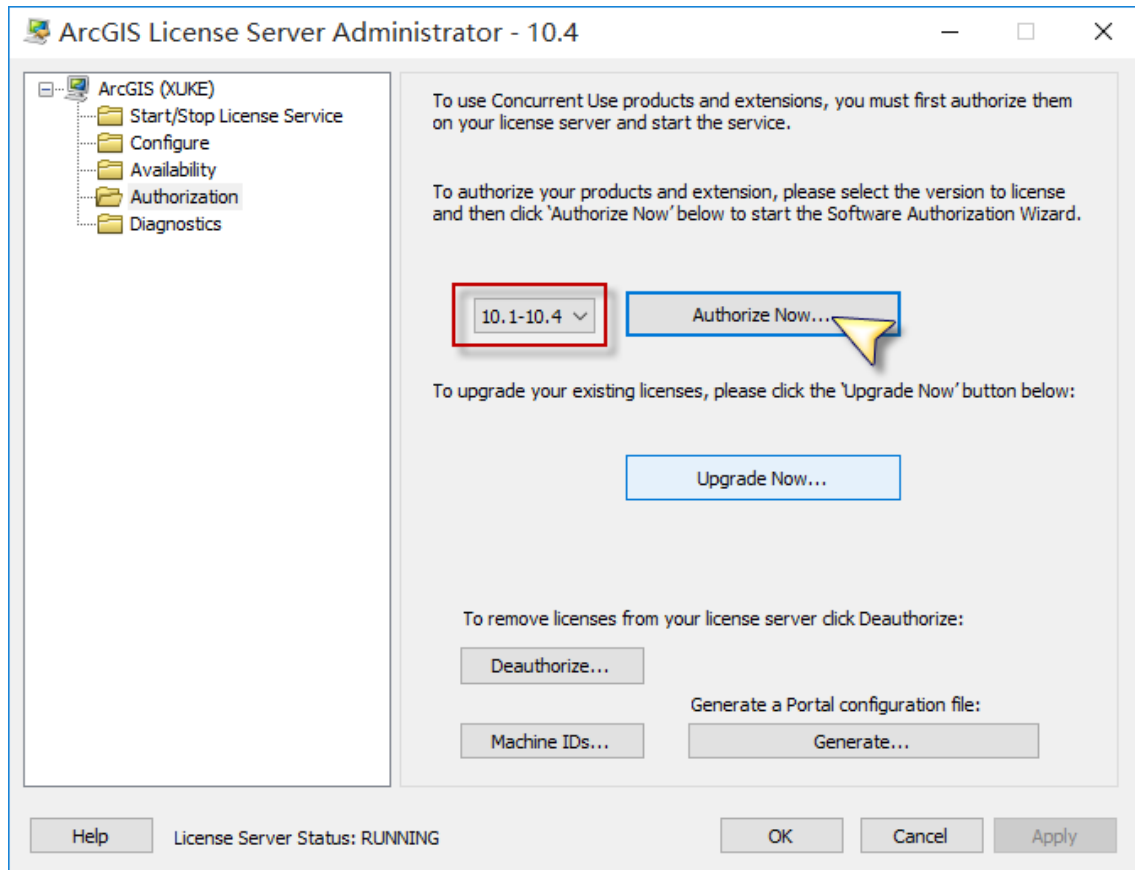 ArcGIS License Server Administrator - 10.4
ArcGIS (XUKE)
Start/Stop License Service
Configure
Availability
Authorization
Diagnostics
To use Concurrent Use products and extensions, you must first authorize them
on your license server and start the service.
To authorize your products and extension, please select the version to license
and then click 'Authorize Now' below to start the Software Authorization Wizard.
10.1-10.4
Authorize Now...
To upgrade your existing licenses, please click the 'Upgrade Now' button below:
Upgrade Now...
To remove licenses from your license server click Deauthorize:
Deauthorize...
Generate a Portal configuration file:
Machine IDs...
Generate...
Help
License Server Status: RUNNING
OK
Cancel
Apply